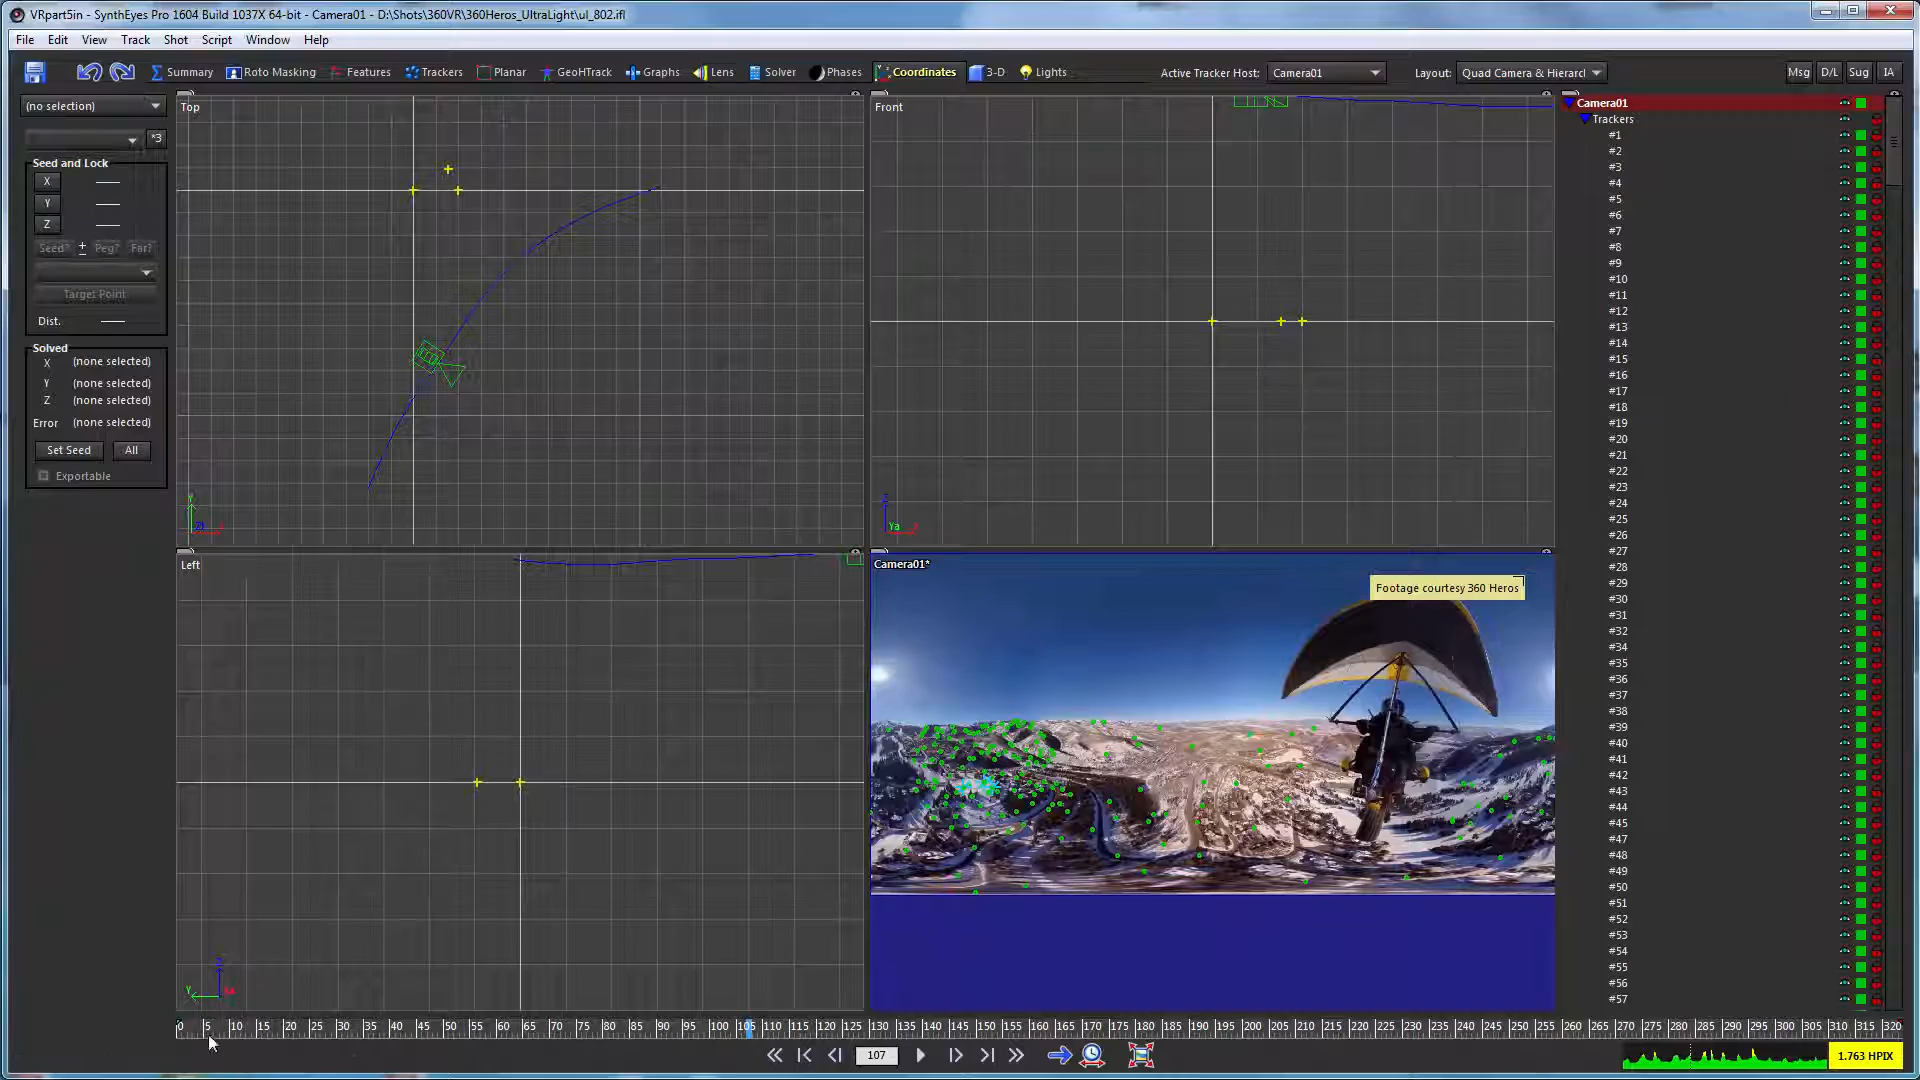 VRpart5in - SynthEyes Pro 1604 Build 1037X 64-bit - Camera01 - D:\Shots\360VR\360Heros_UltraLight\ul_802.ifl
File Edit View Track Shot Script Window Help
Summary Roto Masking Features Trackers Planar GeoHTrack Graphs Lens Solver Phases Coordinates 3-D Lights Active Tracker Host: Camera01 Layout: Quad Camera & Hierarcl Msg D/L Sug IA
(no selection)
*3
Seed and Lock
X
Y
Z
Seed? ± Peg? Far?
Target Point
Dist.
Solved
X (none selected)
Y (none selected)
Z (none selected)
Error (none selected)
Set Seed All
Exportable
Top
Y
Front
Z
Ya
Left
Z
Y
Camera01*
Footage courtesy 360 Heros
Camera01
Trackers
#1
#2
#3
#4
#5
#6
#7
#8
#9
#10
#11
#12
#13
#14
#15
#16
#17
#18
#19
#20
#21
#22
#23
#24
#25
#26
#27
#28
#29
#30
#31
#32
#34
#35
#36
#37
#38
#39
#40
#41
#42
#43
#44
#45
#47
#48
#49
#50
#51
#52
#53
#54
#55
#56
#57
0 5 10 15 20 25 30 35 40 45 50 55 60 65 70 75 80 85 90 95 100 105 110 115 120 125 130 135 140 145 150 155 160 165 170 175 180 185 190 195 200 205 210 215 220 225 230 235 240 245 250 255 260 265 270 275 280 285 290 295 300 305 310 315 320
107
1.763 HPIX